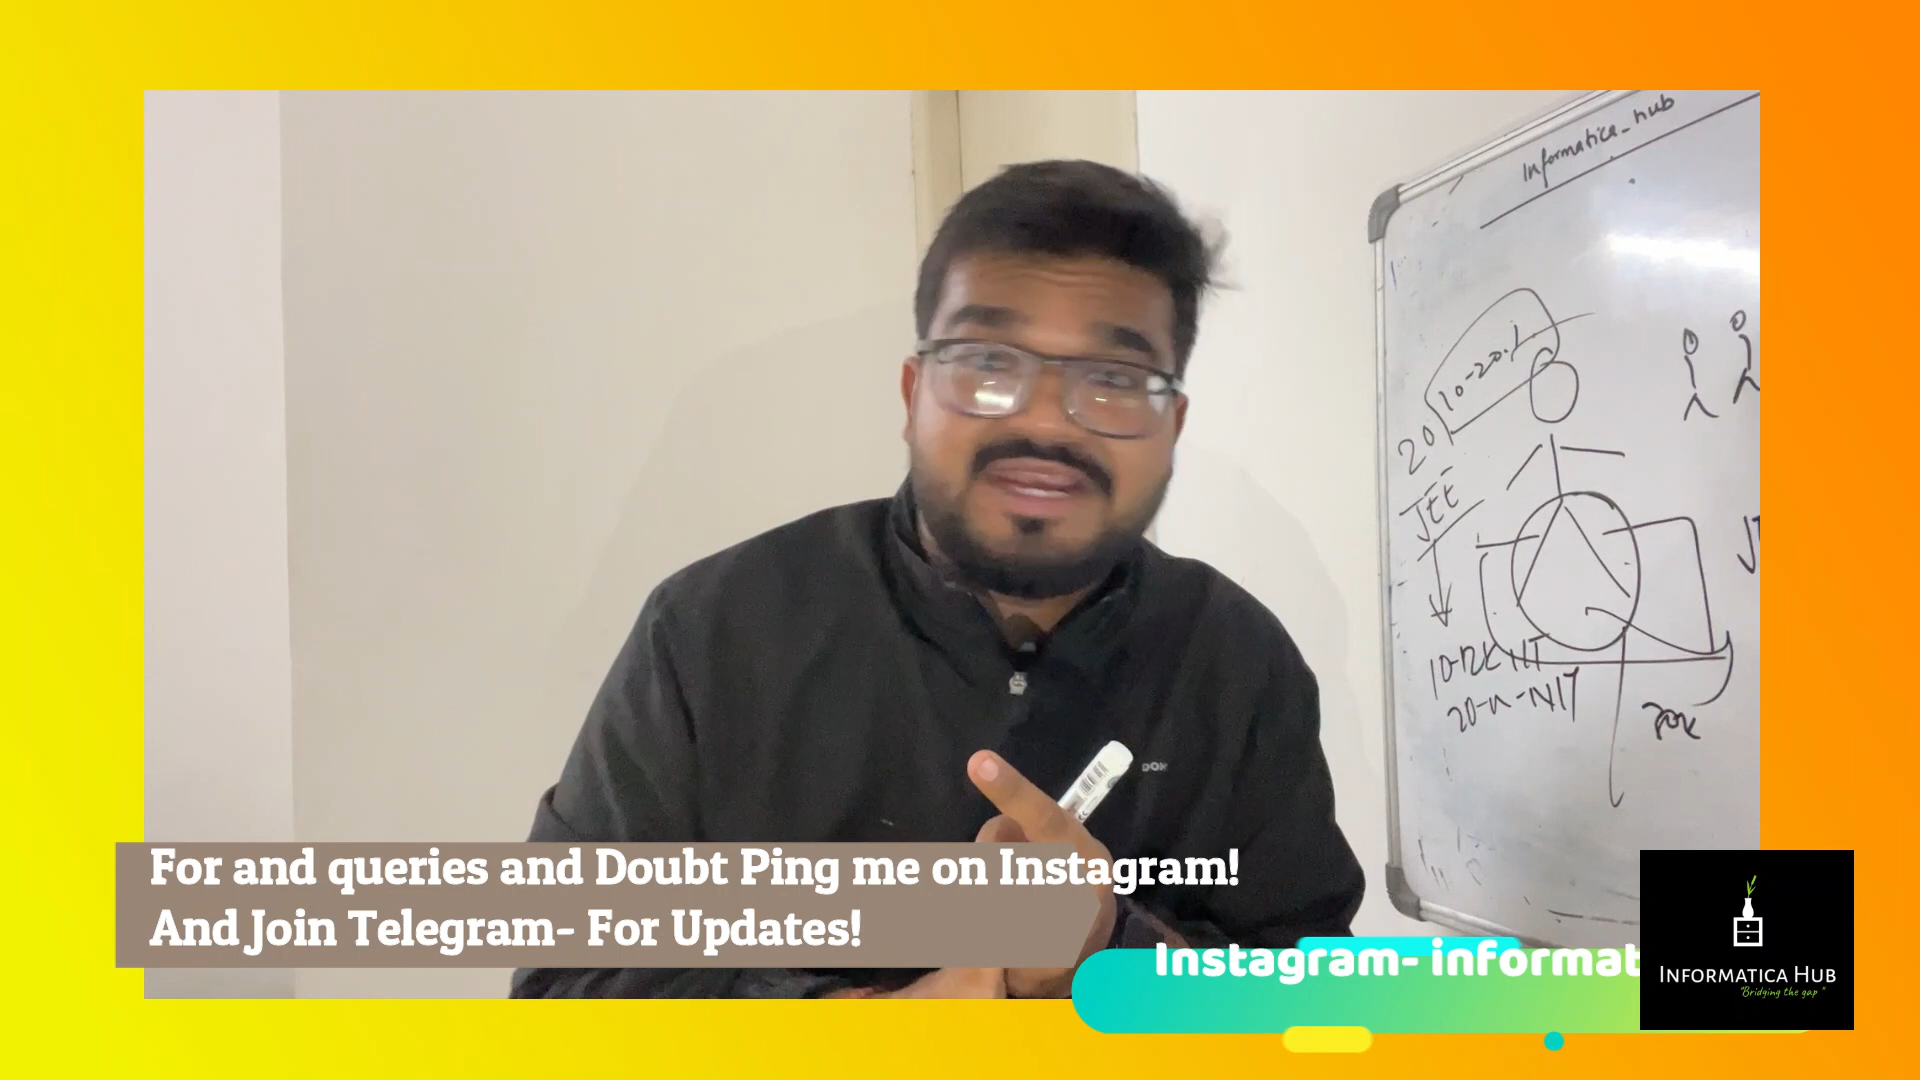 Informatica_hub
10-20%
20
JEE
10-12K IIT
20-u-NIT
For and queries and Doubt Ping me on Instagram!
And Join Telegram- For Updates!
Instagram- informat
INFORMATICA HUB
"Bridging the gap"